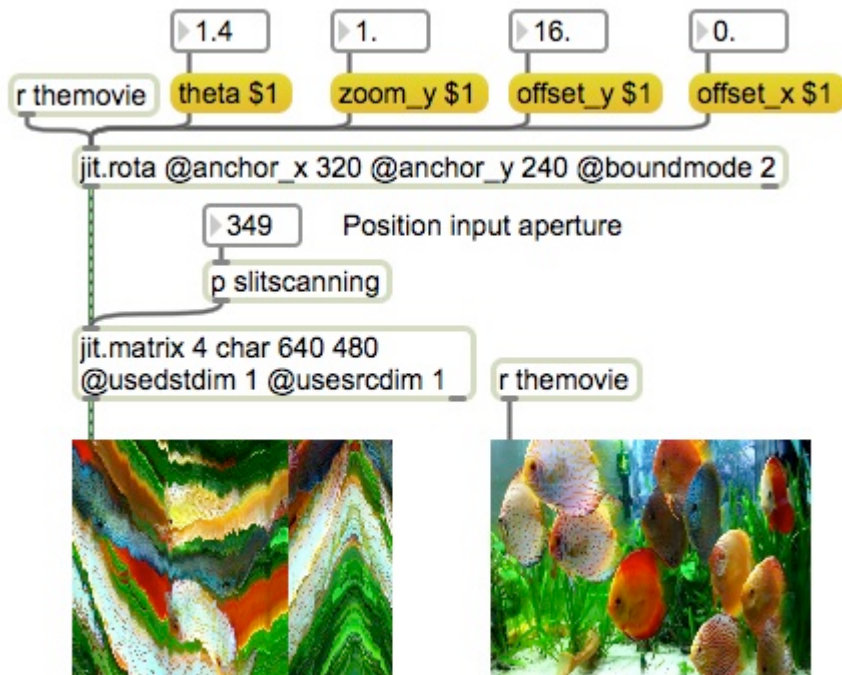 1.4
1.
16.
0.
r themovie
theta $1
zoom_y $1
offset_y $1
offset_x $1
jit.rota @anchor_x 320 @anchor_y 240 @boundmode 2
349
Position input aperture
p slitscanning
jit.matrix 4 char 640 480
@usedstdim 1 @usesrcdim 1
r themovie